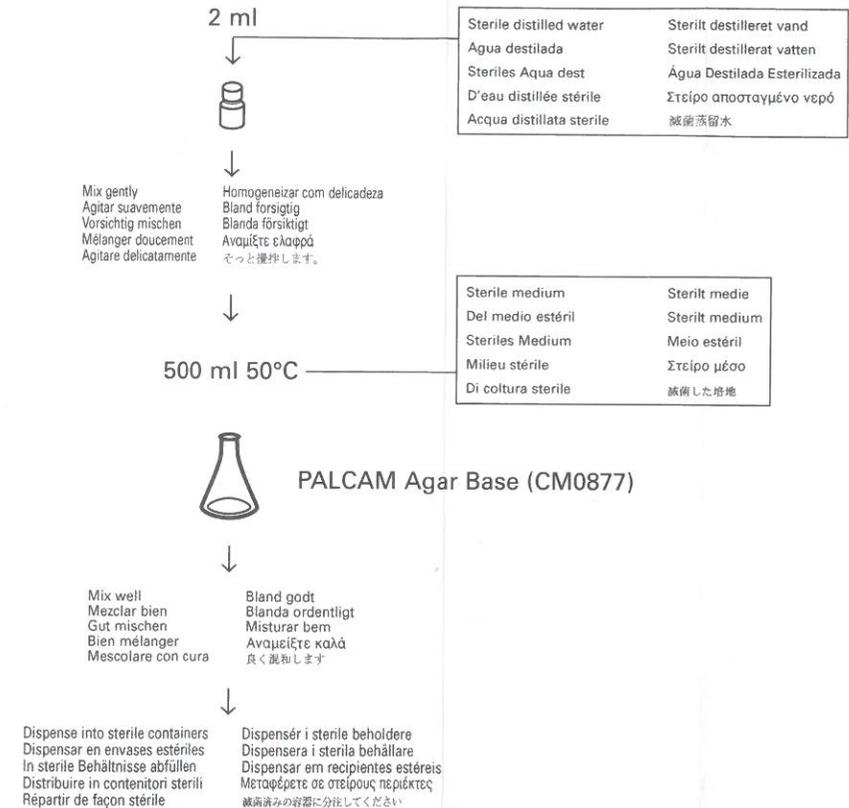 2 ml
Sterile distilled water
Agua destilada
Steriles Aqua dest
D'eau distillée stérile
Acqua distillata sterile
Sterilt destilleret vand
Sterilt destillerat vatten
Água Destilada Esterilizada
Στείρο αποσταγμένο νερό
滅菌蒸留水
Mix gently
Agitar suavemente
Vorsichtig mischen
Mélanger doucement
Agitare delicatamente
Homogeneizar com delicadeza
Bland forsigtig
Blanda försiktigt
Αναμίξτε ελαφρά
そっと攪拌します。
500 ml 50°C
Sterile medium
Del medio estéril
Steriles Medium
Milieu stérile
Di coltura sterile
Sterilt medie
Sterilt medium
Meio estéril
Στείρο μέσο
滅菌した培地
PALCAM Agar Base (CM0877)
Mix well
Mezclar bien
Gut mischen
Bien mélanger
Mescolare con cura
Bland godt
Blanda ordentligt
Misturar bem
Αναμείξτε καλά
良く混和します
Dispense into sterile containers
Dispensar en envases estériles
In sterile Behältnisse abfüllen
Distribuire in contenitori sterili
Répartir de façon stérile
Dispensér i sterile beholdere
Dispensera i sterila behållare
Dispensar em recipientes estéreis
Μεταφέρετε σε στείρους περιέκτες
滅菌済みの容器に分注してください